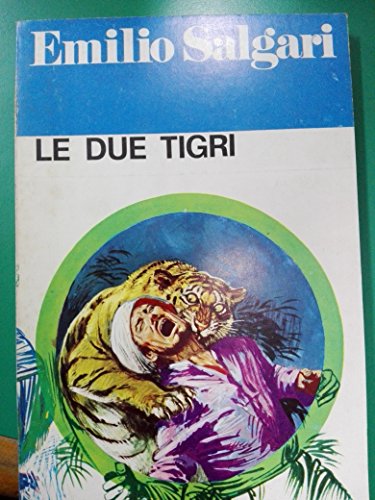 Emilio Salgari
LE DUE TIGRI